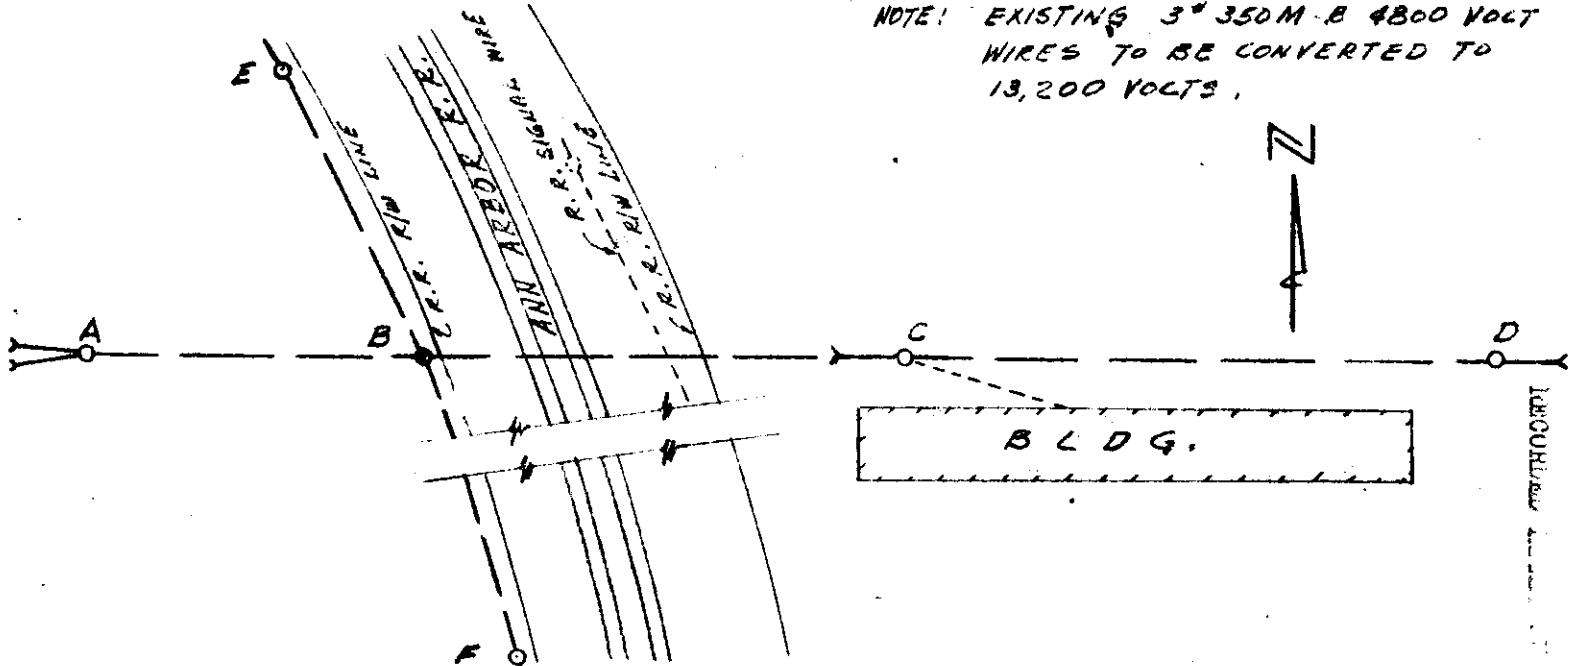 NOTE: EXISTING 3# 350M B 4800 VOLT
WIRES TO BE CONVERTED TO
13,200 VOLTS.
N
E
R.R. R/W LINE
ANN ARBOR R.R.
R.R. SIGNAL WIRE
R.R. R/W LINE
A
B
C
D
BLDG.
F